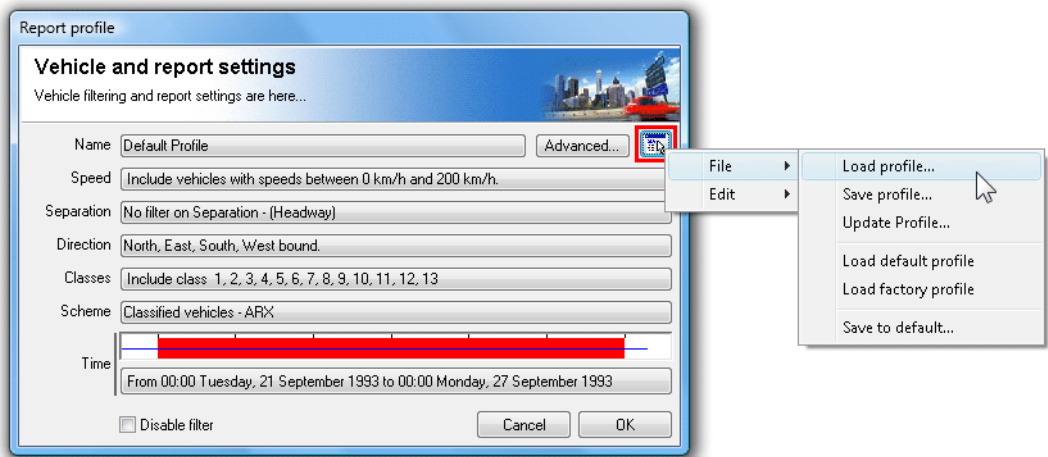 Report profile
Vehicle and report settings
Vehicle filtering and report settings are here...
Name Default Profile Advanced...
Speed Include vehicles with speeds between 0 km/h and 200 km/h.
Separation No filter on Separation - (Headway)
Direction North, East, South, West bound.
Classes Include class 1, 2, 3, 4, 5, 6, 7, 8, 9, 10, 11, 12, 13
Scheme Classified vehicles - ARX
Time
From 00:00 Tuesday, 21 September 1993 to 00:00 Monday, 27 September 1993
Disable filter Cancel OK
File
Edit
Load profile...
Save profile...
Update Profile...
Load default profile
Load factory profile
Save to default...